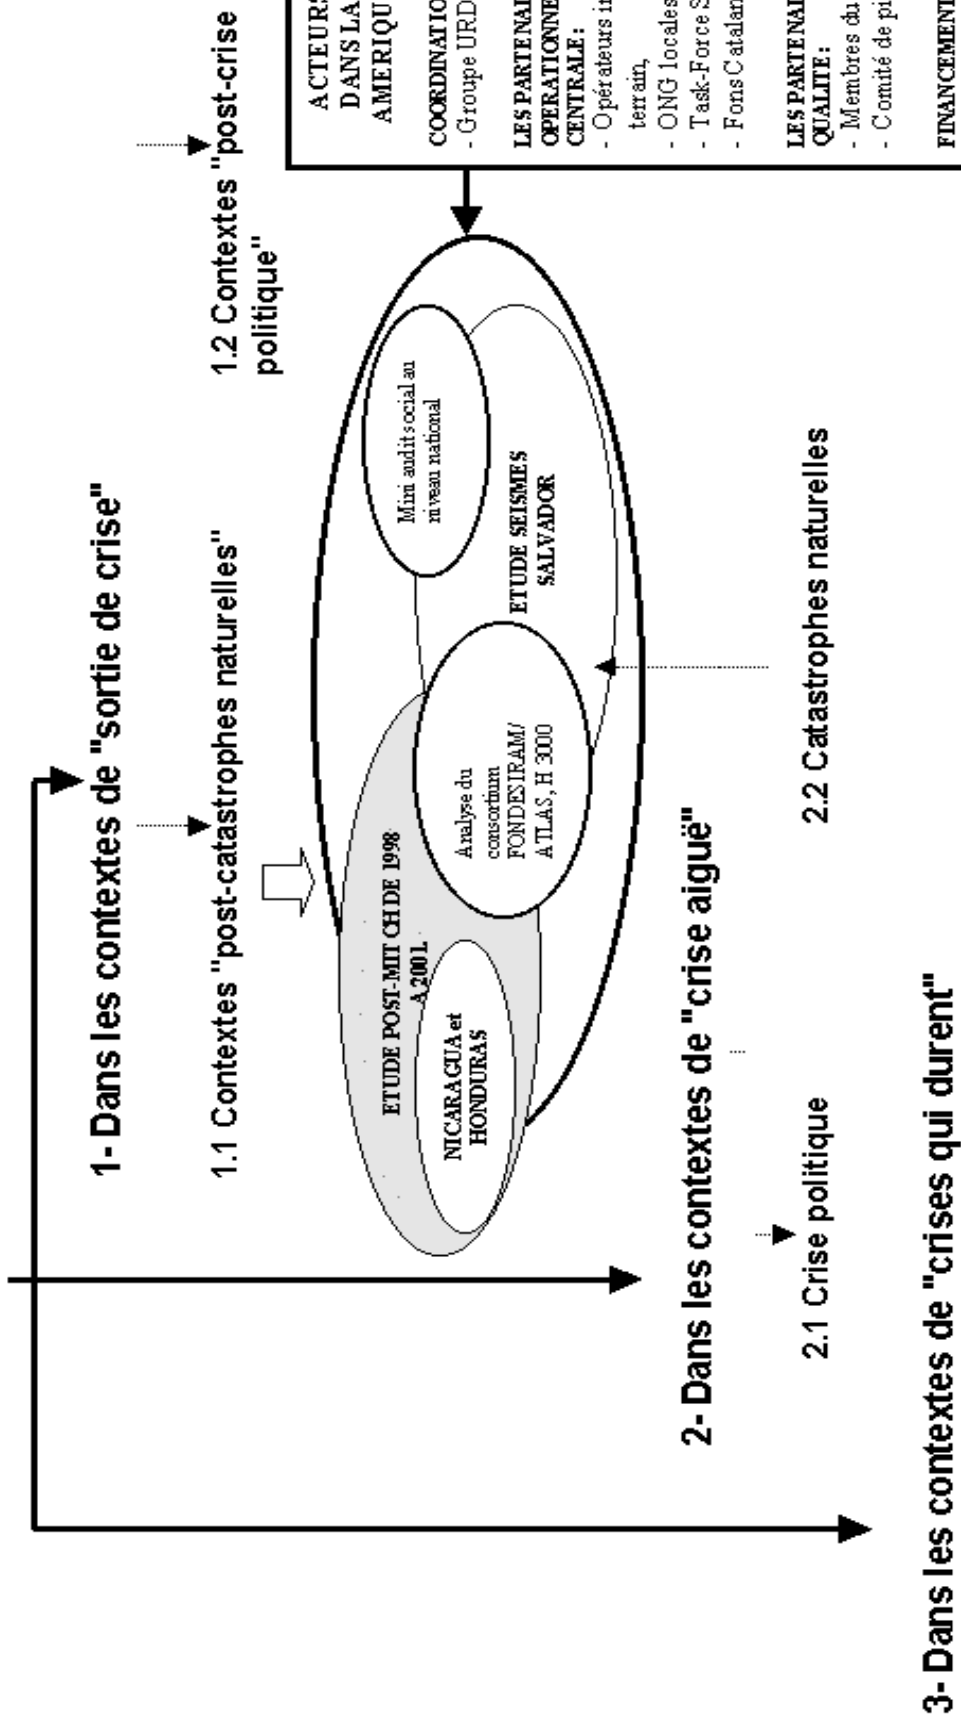 1- Dans les contextes de "sortie de crise"
1.1 Contextes "post-catastrophes naturelles"
1.2 Contextes "post-crise
politique"
ETUDE POST-MITCH DE 1998
A 2001
NICARAGUA et
HONDURAS
Analyse du
consortium
FONDESIRAM/
ATLAS, H 3000
Mini audit social au
niveau national
ETUDE SEISMES
SALVADOR
ACTEURS
DANS LA
AMERIQU
COORDINATIO
- Groupe URD
LES PARTENAI
OPERATIONNE
CENTRALE :
- Opérateurs in
terrain,
- ONG locales
- Task-Force S
- Fons Catalan
LES PARTENAI
QUALITE :
- Membres du
- Comité de pi
FINANCEMENT
2- Dans les contextes de "crise aiguë"
2.1 Crise politique
2.2 Catastrophes naturelles
3- Dans les contextes de "crises qui durent"